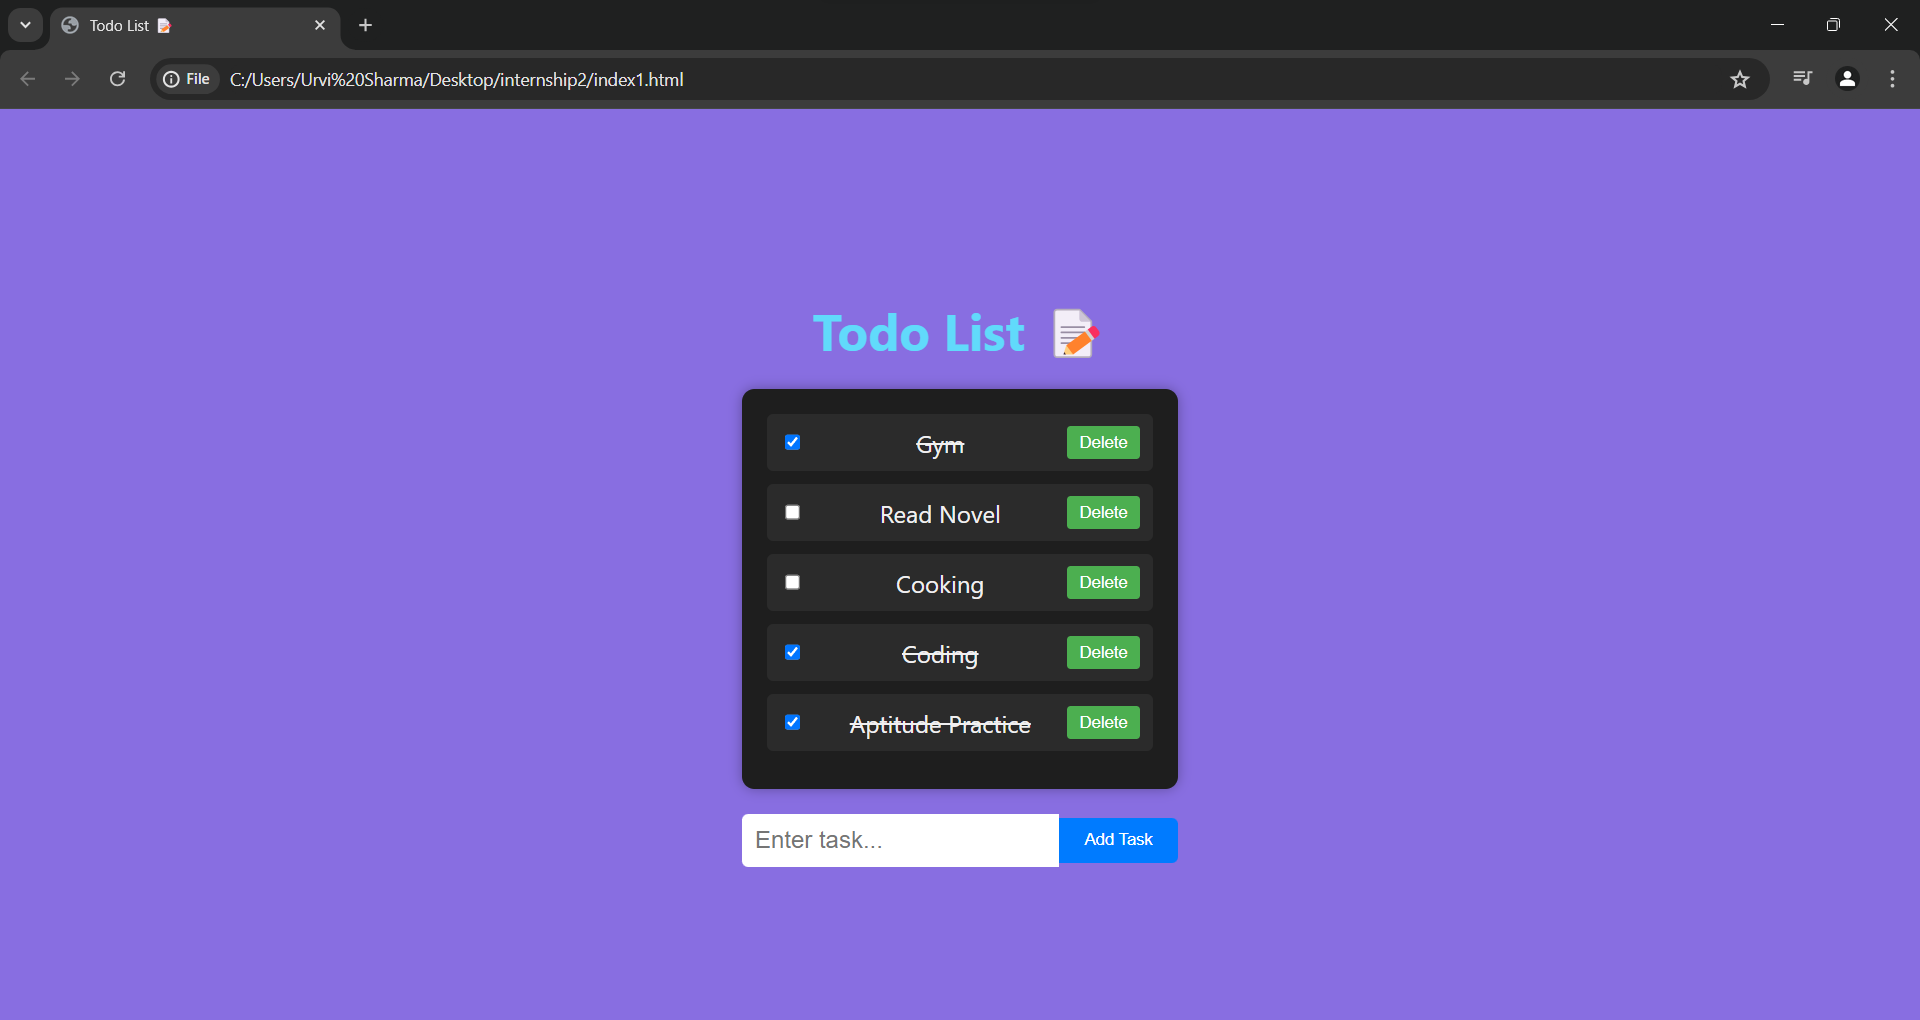 Todo List 📝
File C:/Users/Urvi%20Sharma/Desktop/internship2/index1.html
Todo List 📝
Gym Delete
Read Novel Delete
Cooking Delete
Coding Delete
Aptitude Practice Delete
Enter task... Add Task